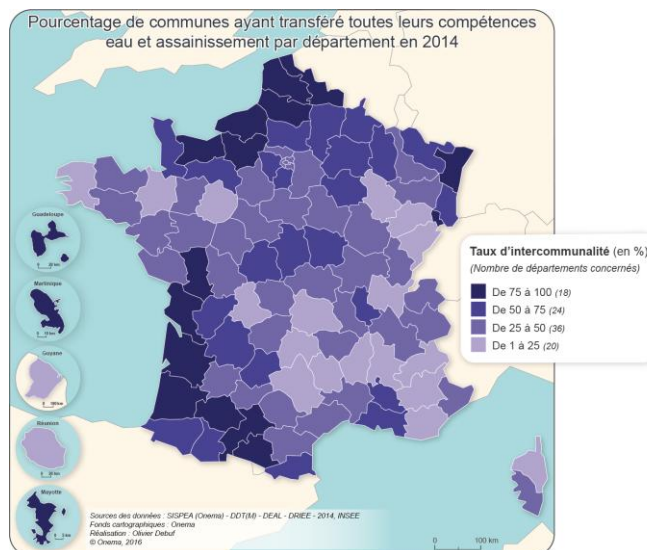 Pourcentage de communes ayant transféré toutes leurs compétences
eau et assainissement par département en 2014
Guadeloupe
Martinique
Guyane
Réunion
Mayotte
Taux d'intercommunalité (en %)
(Nombre de départements concernés)
De 75 à 100 (18)
De 50 à 75 (24)
De 25 à 50 (36)
De 1 à 25 (20)
Sources des données : SISPEA (Onema) - DDT(M) - DEAL - DRIEE - 2014, INSEE
Fonds cartographiques : Onema
Réalisation : Olivier Debuf
© Onema, 2016
0 100 km